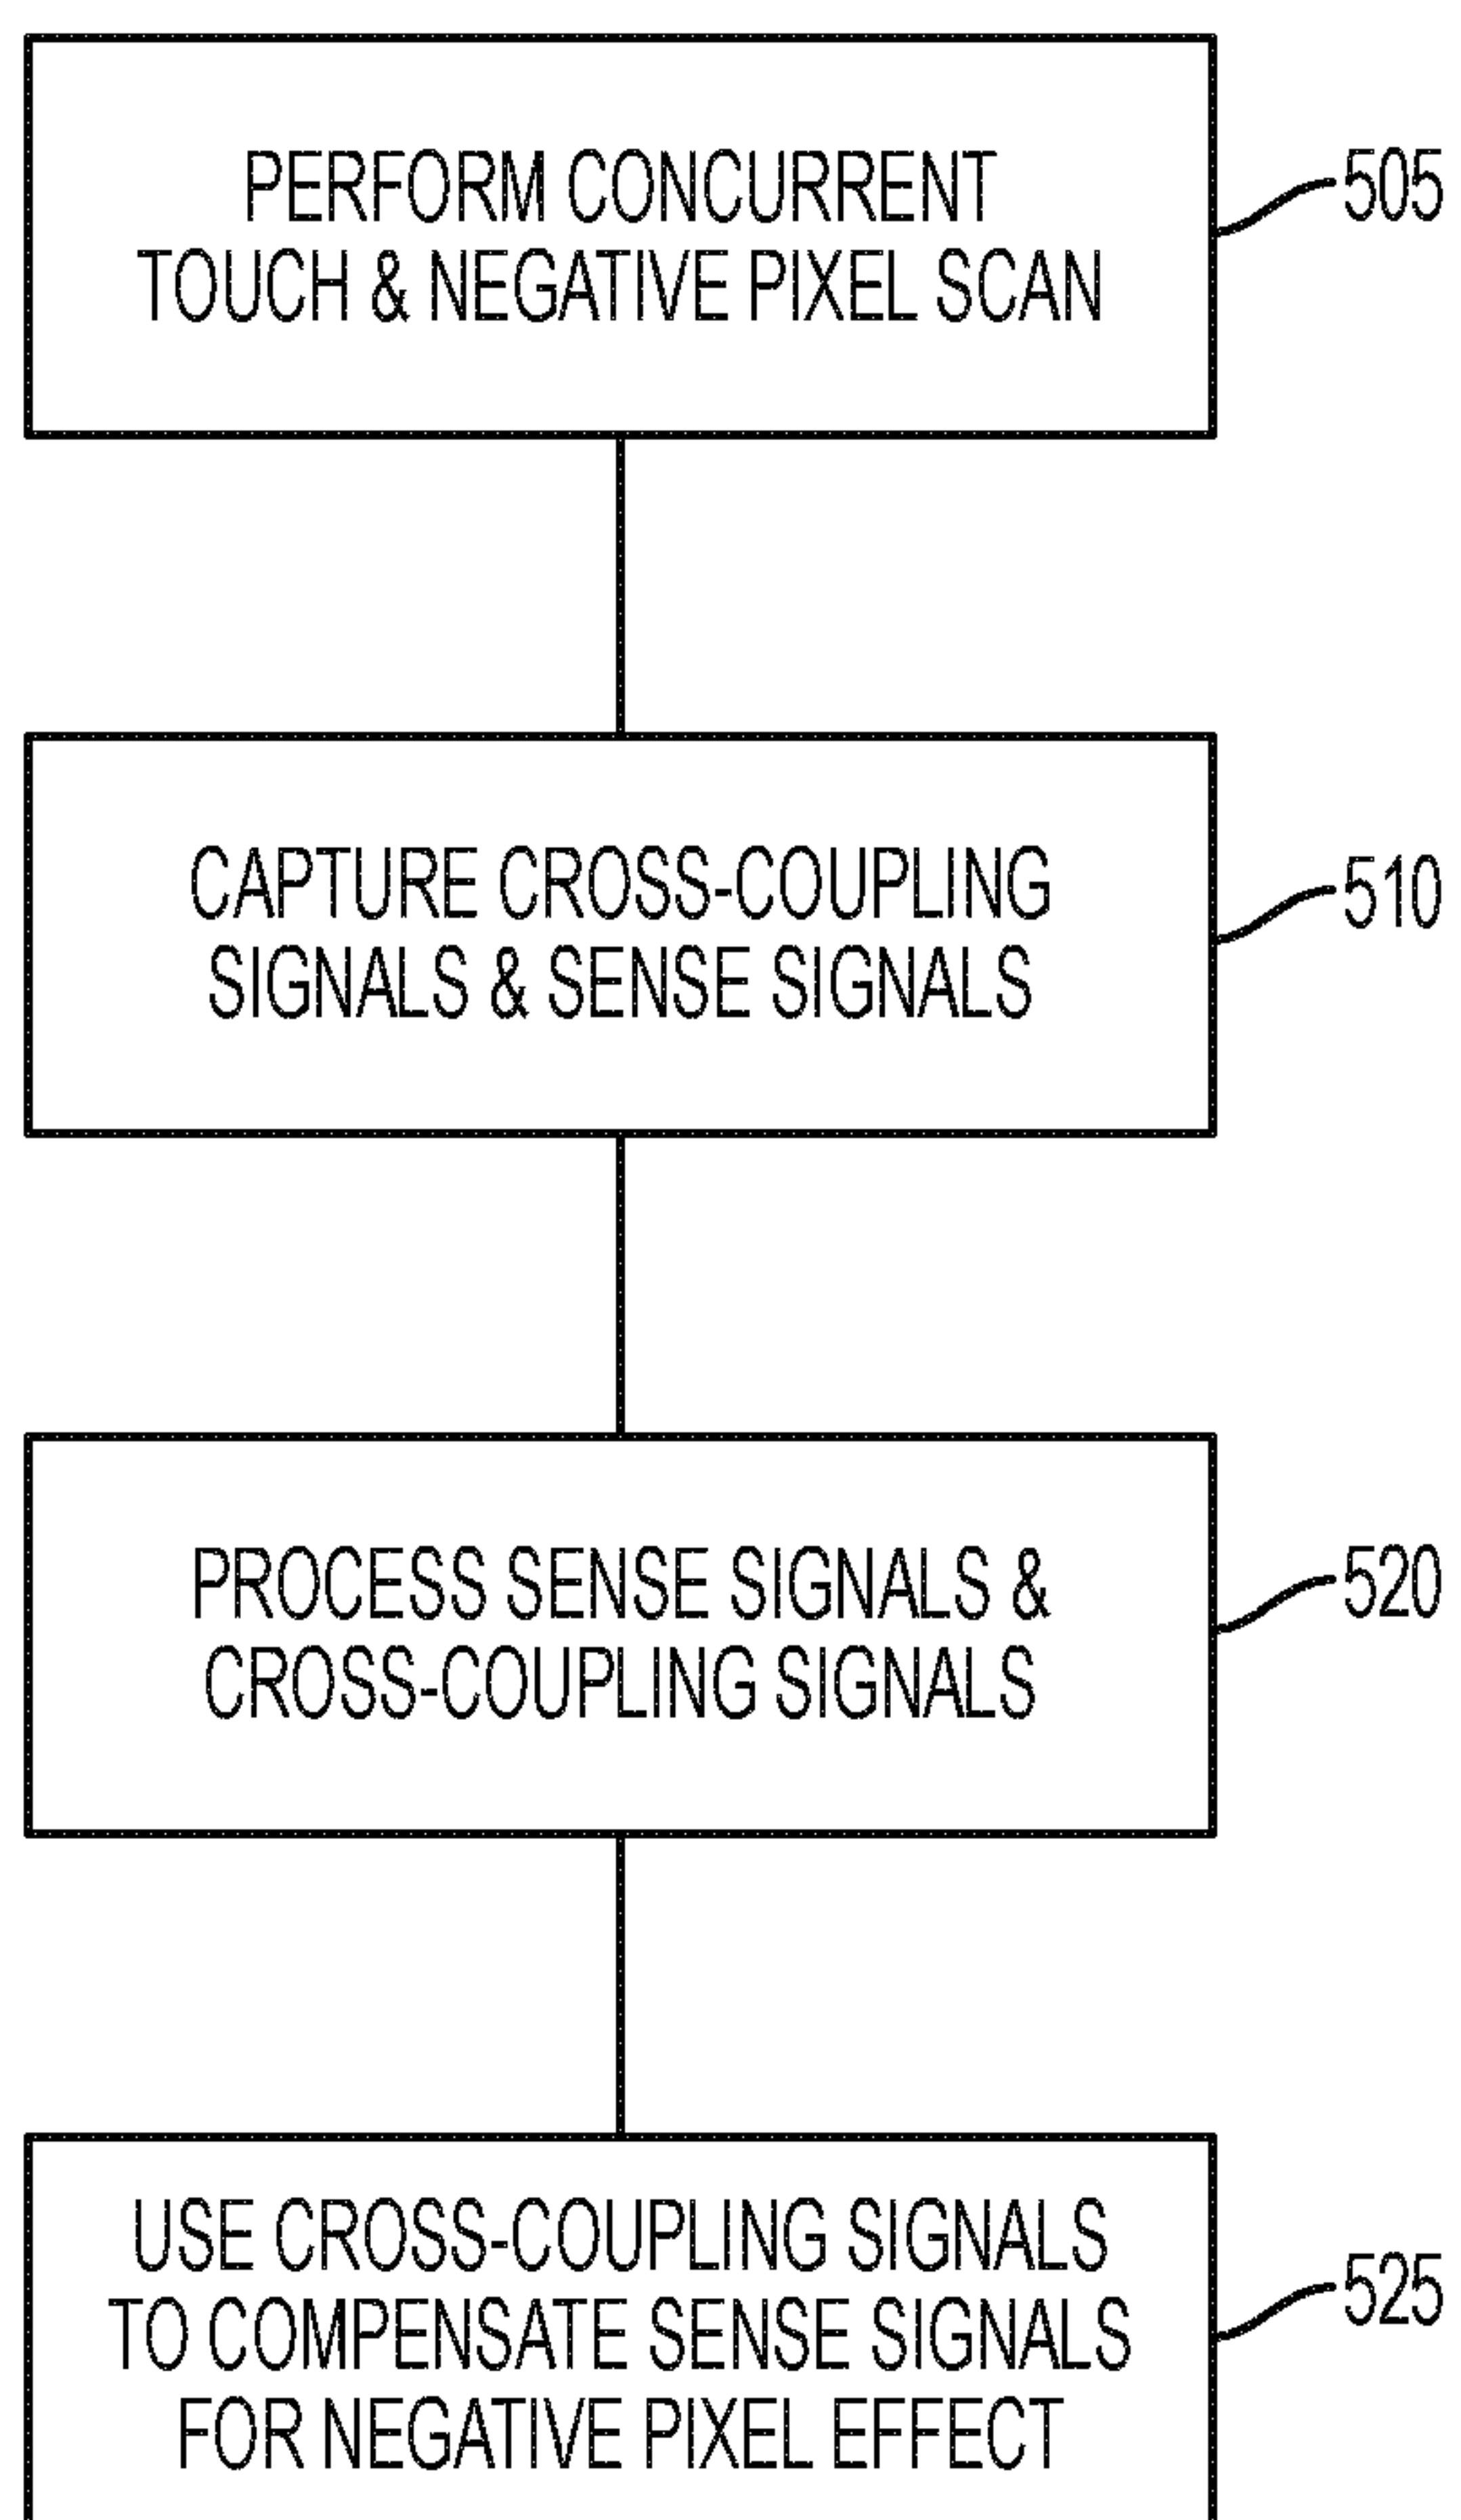 PERFORM CONCURRENT
TOUCH & NEGATIVE PIXEL SCAN
505
CAPTURE CROSS-COUPLING
SIGNALS & SENSE SIGNALS
510
PROCESS SENSE SIGNALS &
CROSS-COUPLING SIGNALS
520
USE CROSS-COUPLING SIGNALS
TO COMPENSATE SENSE SIGNALS
FOR NEGATIVE PIXEL EFFECT
525